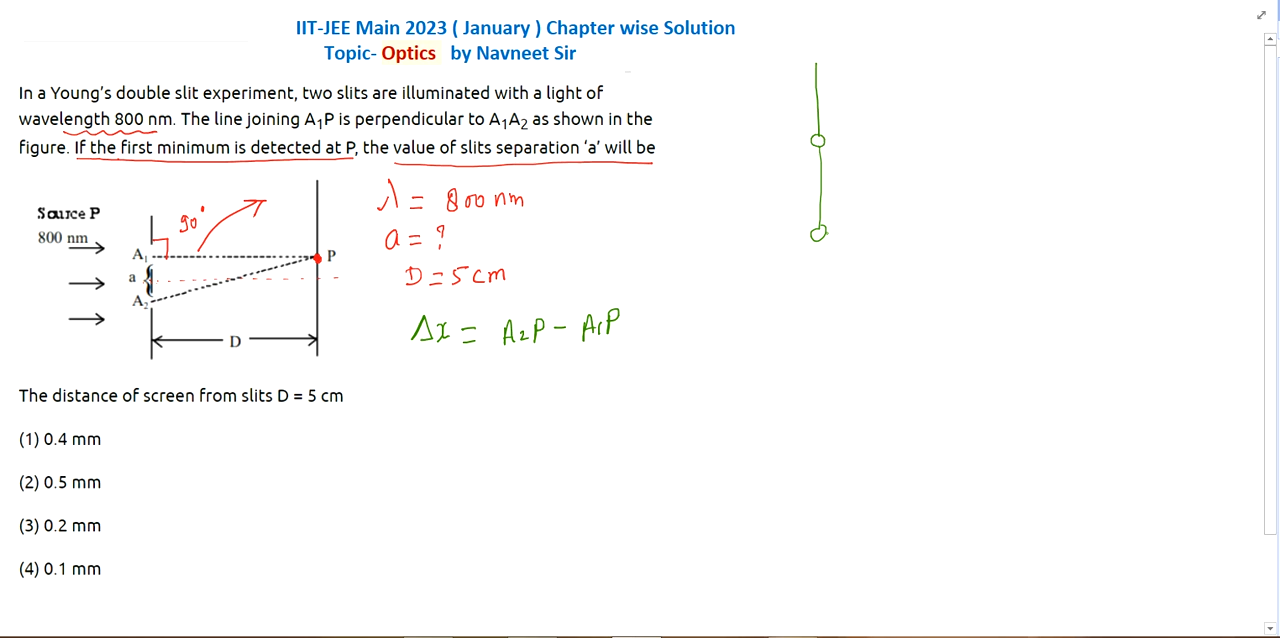 IIT-JEE Main 2023 ( January ) Chapter wise Solution
Topic- Optics by Navneet Sir
In a Young's double slit experiment, two slits are illuminated with a light of
wavelength 800 nm. The line joining A₁P is perpendicular to A₁A₂ as shown in the
figure. If the first minimum is detected at P, the value of slits separation 'a' will be
Source P
800 nm
90°
A₁
P
a
A₂
D
λ = 800 nm
a = ?
D = 5 cm
Δx = A₂P - A₁P
The distance of screen from slits D = 5 cm
(1) 0.4 mm
(2) 0.5 mm
(3) 0.2 mm
(4) 0.1 mm